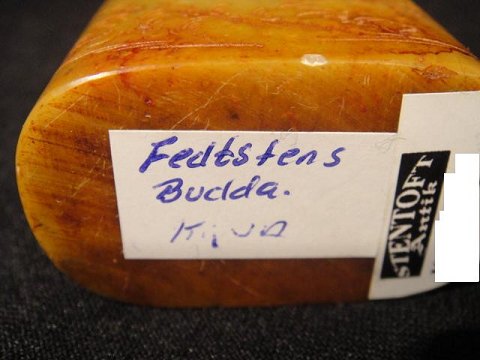 Fedtstens
Budda.
Kina
STENTOFT
Antik